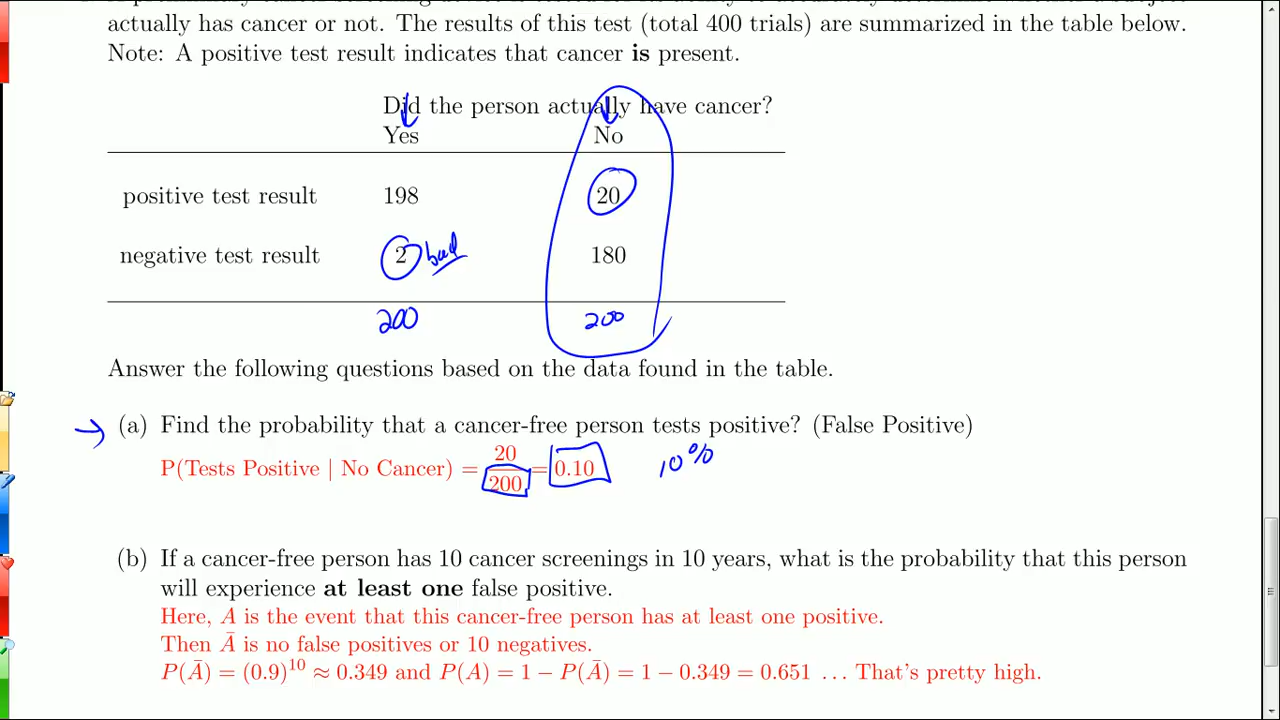 actually has cancer or not. The results of this test (total 400 trials) are summarized in the table below.
Note: A positive test result indicates that cancer is present.
Did the person actually have cancer?
Yes No
positive test result 198 20
negative test result 2 bad 180
200 200
Answer the following questions based on the data found in the table.
(a) Find the probability that a cancer-free person tests positive? (False Positive)
P(Tests Positive | No Cancer) = 20/200 = 0.10 10%
(b) If a cancer-free person has 10 cancer screenings in 10 years, what is the probability that this person
will experience at least one false positive.
Here, A is the event that this cancer-free person has at least one positive.
Then Ā is no false positives or 10 negatives.
P(Ā) = (0.9)¹⁰ ≈ 0.349 and P(A) = 1 − P(Ā) = 1 − 0.349 = 0.651 ... That's pretty high.